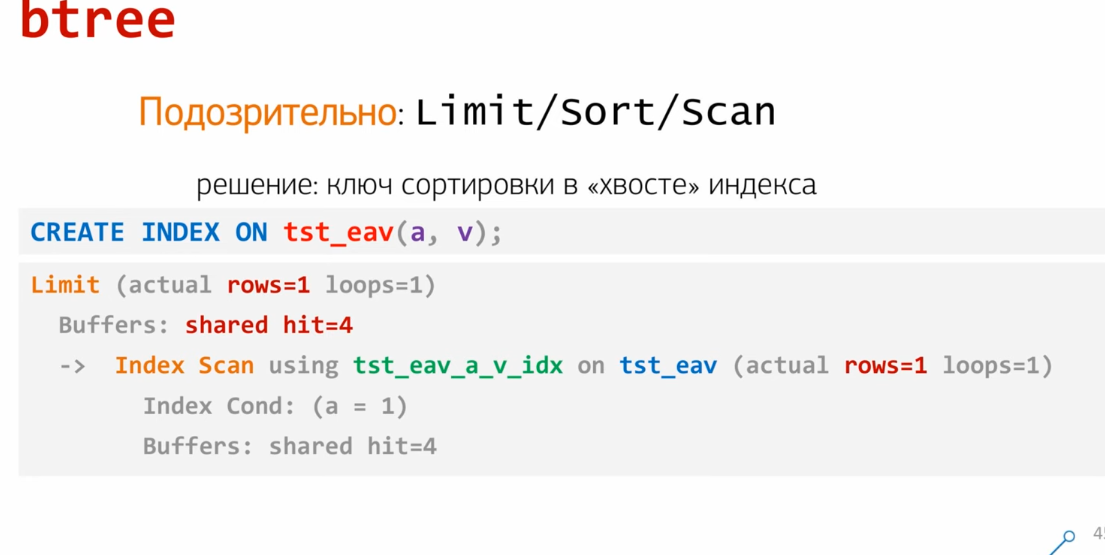 btree
Подозрительно: Limit/Sort/Scan
решение: ключ сортировки в «хвосте» индекса
CREATE INDEX ON tst_eav(a, v);
Limit (actual rows=1 loops=1)
Buffers: shared hit=4
-> Index Scan using tst_eav_a_v_idx on tst_eav (actual rows=1 loops=1)
Index Cond: (a = 1)
Buffers: shared hit=4